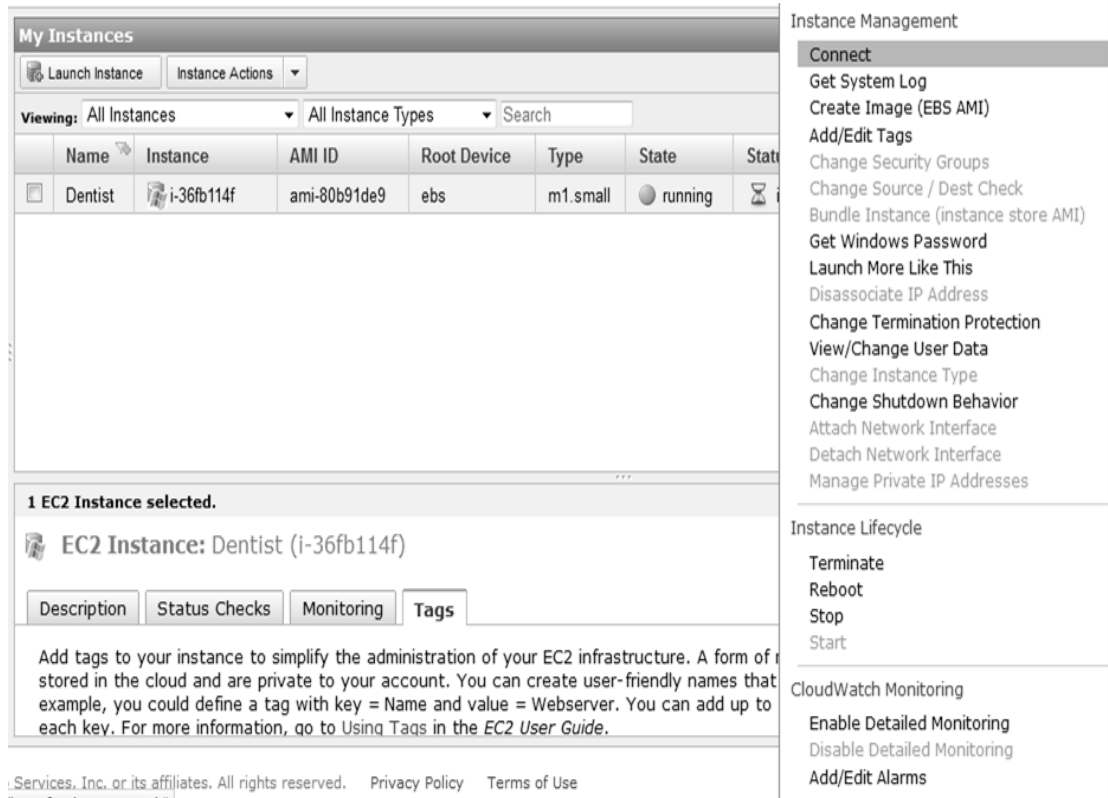 My Instances
Launch Instance Instance Actions
Viewing: All Instances All Instance Types Search
Name Instance AMI ID Root Device Type State
Dentist i-36fb114f ami-80b91de9 ebs m1.small running
1 EC2 Instance selected.
EC2 Instance: Dentist (i-36fb114f)
Description Status Checks Monitoring Tags
Add tags to your instance to simplify the administration of your EC2 infrastructure. A form of
stored in the cloud and are private to your account. You can create user-friendly names that
example, you could define a tag with key = Name and value = Webserver. You can add up to
each key. For more information, go to Using Tags in the EC2 User Guide.
Services, Inc. or its affiliates. All rights reserved. Privacy Policy Terms of Use
Instance Management
Connect
Get System Log
Create Image (EBS AMI)
Add/Edit Tags
Change Security Groups
Change Source / Dest Check
Bundle Instance (instance store AMI)
Get Windows Password
Launch More Like This
Disassociate IP Address
Change Termination Protection
View/Change User Data
Change Instance Type
Change Shutdown Behavior
Attach Network Interface
Detach Network Interface
Manage Private IP Addresses
Instance Lifecycle
Terminate
Reboot
Stop
Start
CloudWatch Monitoring
Enable Detailed Monitoring
Disable Detailed Monitoring
Add/Edit Alarms